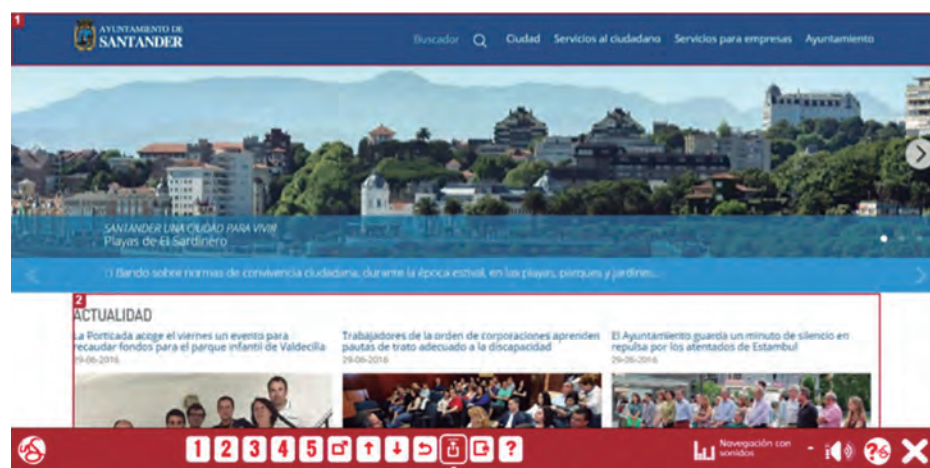 1
AYUNTAMIENTO DE
SANTANDER
Buscador Ciudad Servicios al ciudadano Servicios para empresas Ayuntamiento
SANTANDER UNA CIUDAD PARA VIVIR
Playas de El Sardinero
Bando sobre normas de convivencia ciudadana, durante la época estival, en las playas, parques y jardines...
2
ACTUALIDAD
La Porticada acoge el viernes un evento para
recaudar fondos para el parque infantil de Valdecilla
29-06-2016
Trabajadores de la orden de corporaciones aprenden
pautas de trato adecuado a la discapacidad
29-06-2016
El Ayuntamiento guarda un minuto de silencio en
repulsa por los atentados de Estambul
29-06-2016
1 2 3 4 5 ?
Navegación con
sonidos